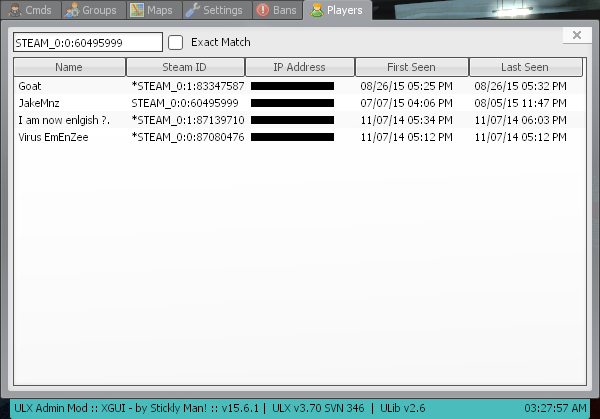 Cmds Groups Maps Settings Bans Players
STEAM_0:0:60495999 Exact Match
Name Steam ID IP Address First Seen Last Seen
Goat *STEAM_0:1:83347587 08/26/15 05:25 PM 08/26/15 05:32 PM
JakeMnz STEAM_0:0:60495999 07/07/15 04:06 PM 08/05/15 11:47 PM
I am now enlgish ?. *STEAM_0:1:87139710 11/07/14 05:34 PM 11/07/14 06:03 PM
Virus EmEnZee *STEAM_0:0:87080476 11/07/14 05:12 PM 11/07/14 05:12 PM
ULX Admin Mod :: XGUI - by Stickly Man! :: v15.6.1 | ULX v3.70 SVN 346 | ULib v2.6 03:27:57 AM